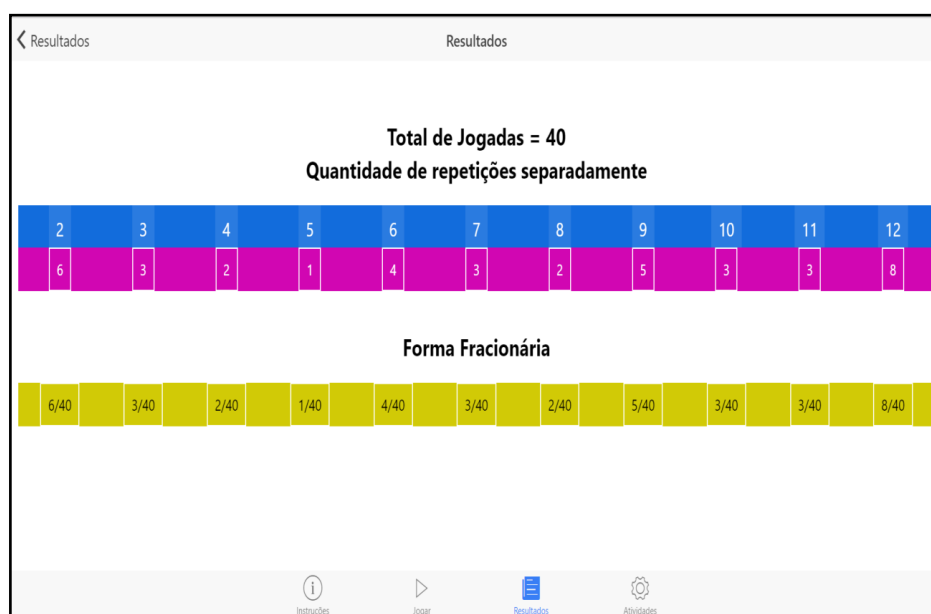 Resultados Resultados
Total de Jogadas = 40
Quantidade de repetições separadamente
2 3 4 5 6 7 8 9 10 11 12
6 3 2 1 4 3 2 5 3 3 8
Forma Fracionária
6/40 3/40 2/40 1/40 4/40 3/40 2/40 5/40 3/40 3/40 8/40
Instruções Jogar Resultados Atividades